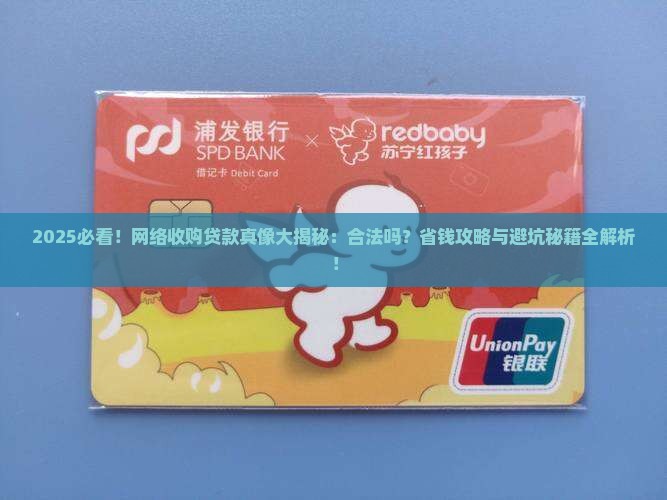 浦发银行
SPD BANK
借记卡 Debit Card
×
redbaby
苏宁红孩子
2025必看！网络收购贷款真像大揭秘：合法吗？省钱攻略与避坑秘籍全解析
！
UnionPay
银联